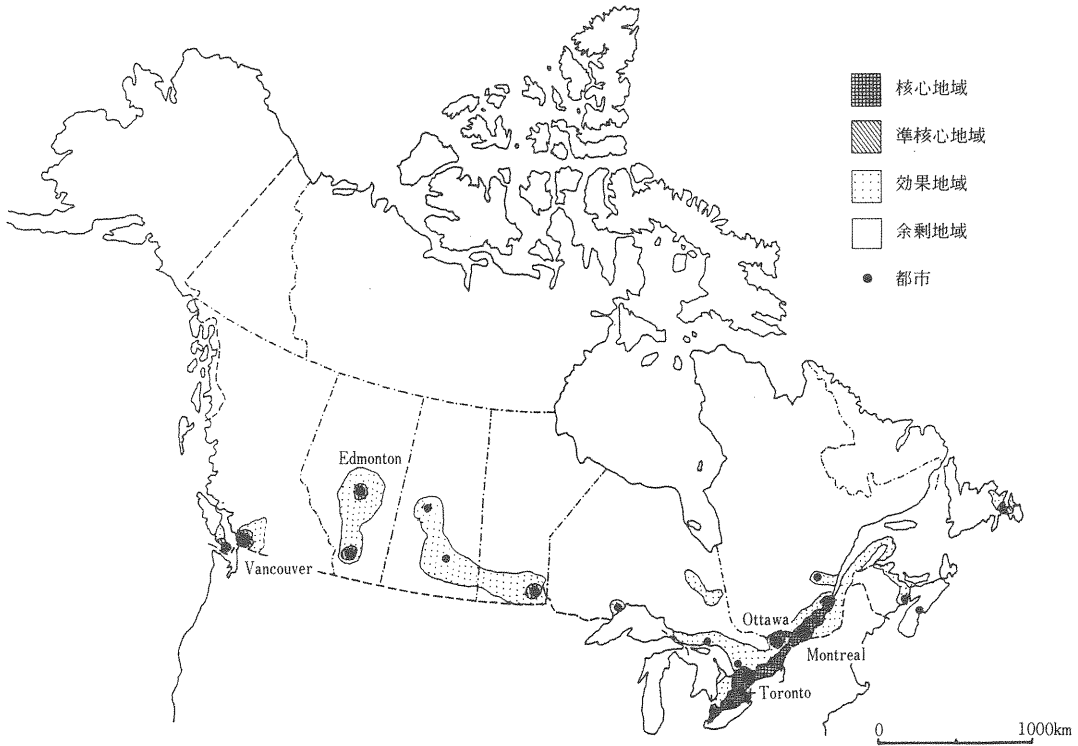 核心地域
準核心地域
効果地域
余剰地域
都市
Edmonton
Vancouver
Ottawa
Montreal
Toronto
0 1000km